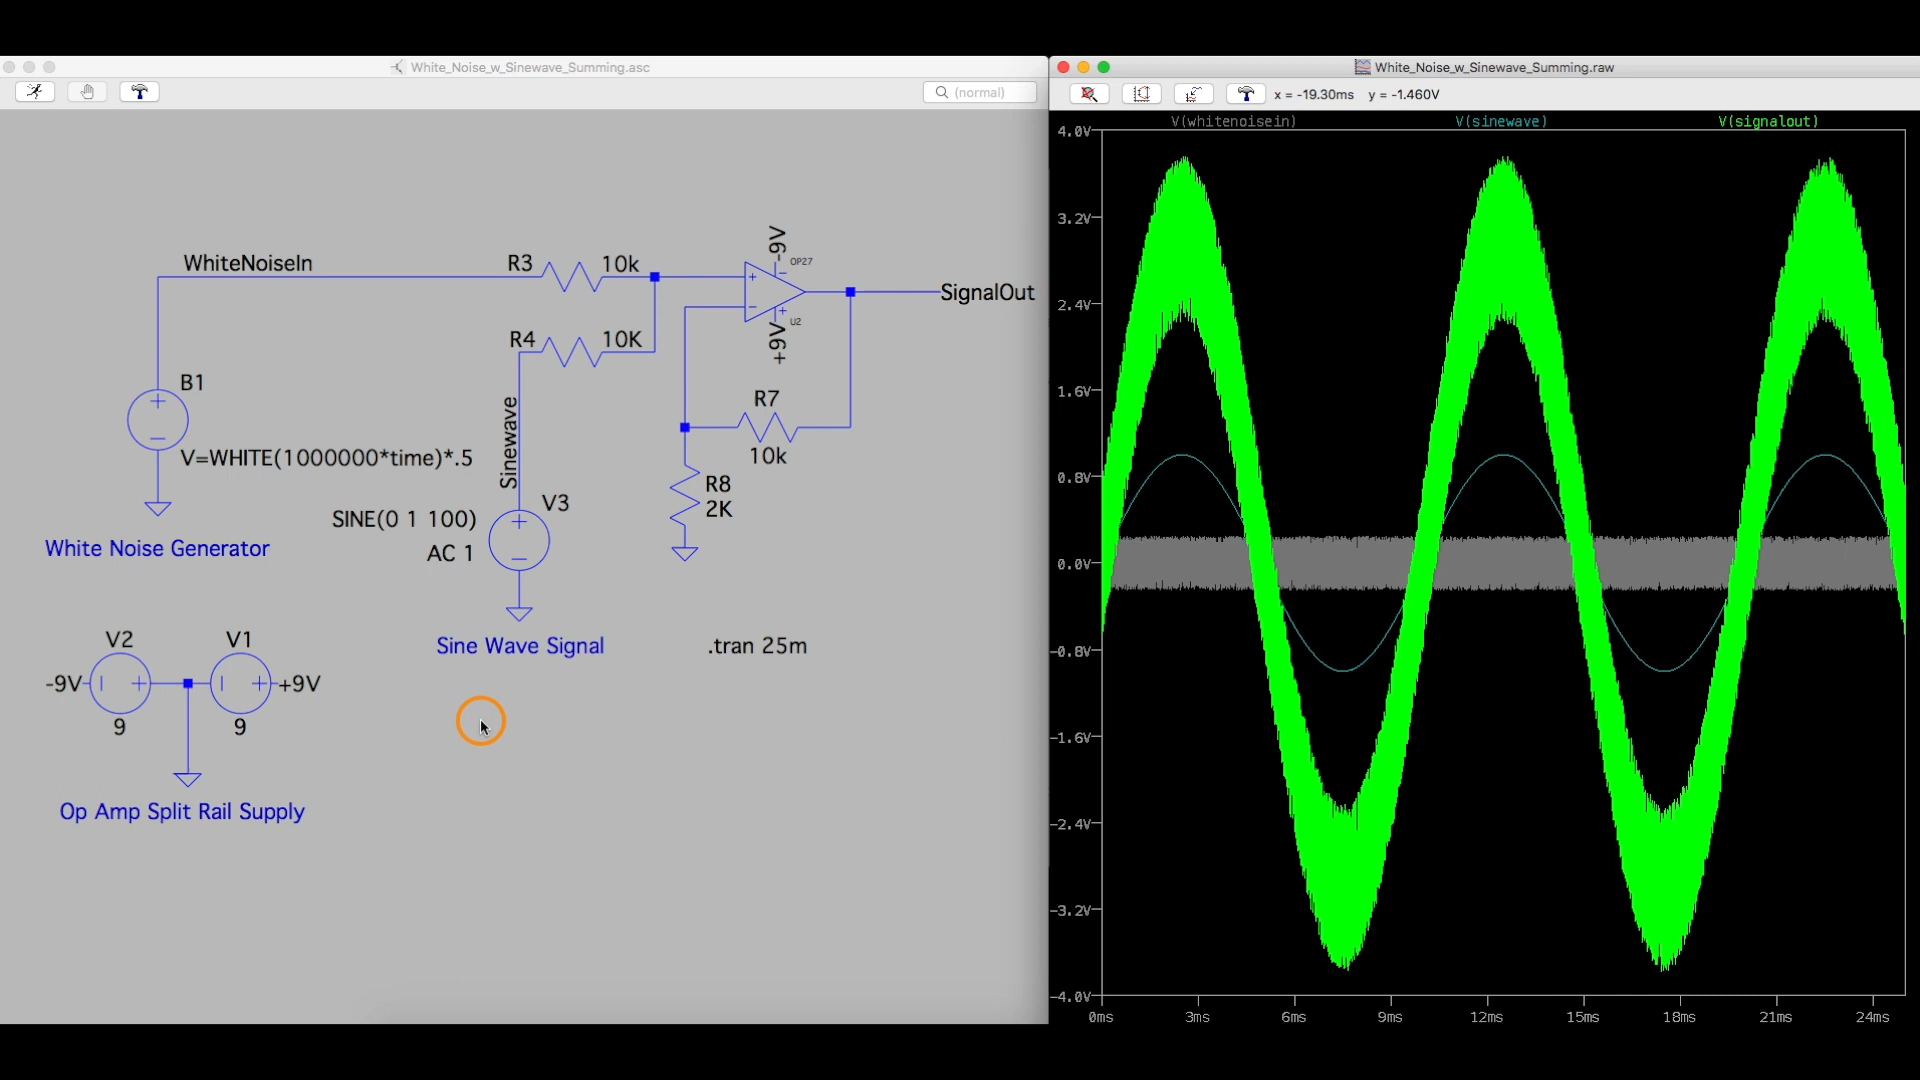 White_Noise_w_Sinewave_Summing.asc
(normal)
WhiteNoiseIn
R3
10k
-9V
OP27
+
-
SignalOut
R4
10K
U2
+9V
B1
V=WHITE(1000000*time)*.5
Sinewave
R7
10k
R8
2K
V3
SINE(0 1 100)
AC 1
White Noise Generator
Sine Wave Signal
.tran 25m
V2
V1
-9V
+9V
9
9
Op Amp Split Rail Supply
White_Noise_w_Sinewave_Summing.raw
x = -19.30ms y = -1.460V
V(whitenoisein)
V(sinewave)
V(signalout)
4.0V
3.2V
2.4V
1.6V
0.8V
0.0V
-0.8V
-1.6V
-2.4V
-3.2V
-4.0V
0ms
3ms
6ms
9ms
12ms
15ms
18ms
21ms
24ms